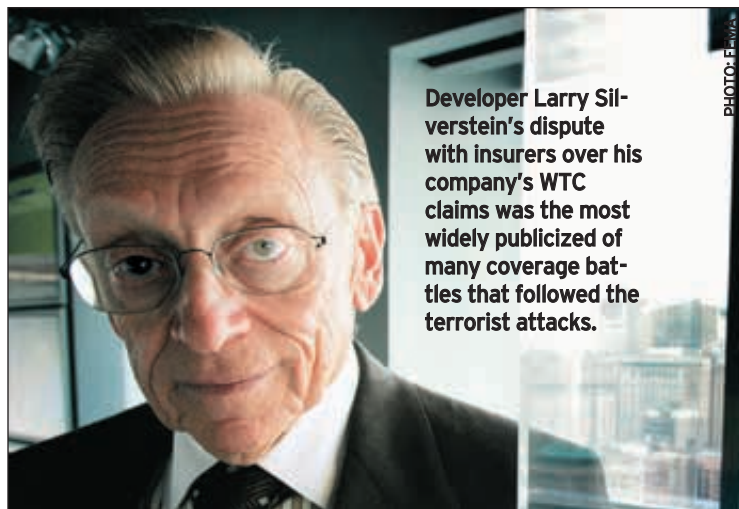 Developer Larry Sil-
verstein's dispute
with insurers over his
company's WTC
claims was the most
widely publicized of
many coverage bat-
tles that followed the
terrorist attacks.
PHOTO: FEMA